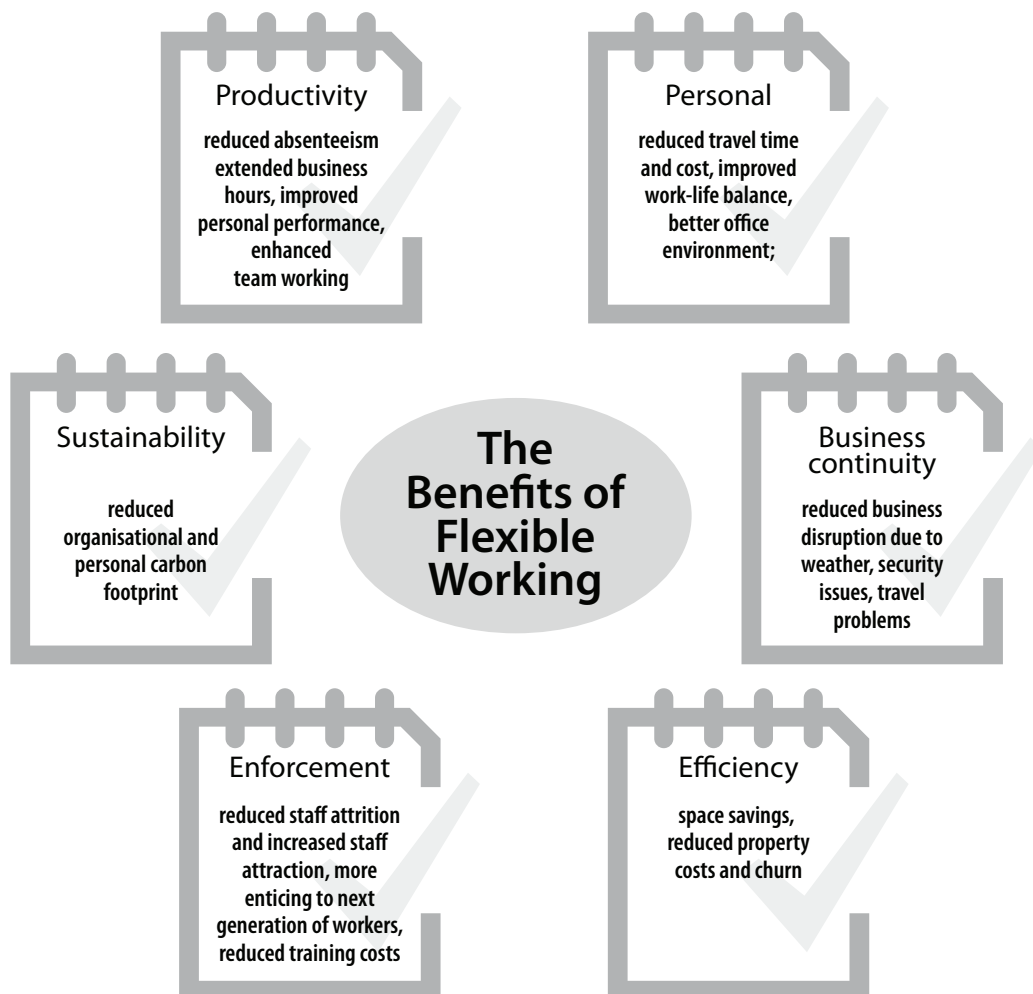 Productivity
reduced absenteeism
extended business
hours, improved
personal performance,
enhanced
team working
Personal
reduced travel time
and cost, improved
work-life balance,
better office
environment;
Sustainability
reduced
organisational and
personal carbon
footprint
The
Benefits of
Flexible
Working
Business
continuity
reduced business
disruption due to
weather, security
issues, travel
problems
Enforcement
reduced staff attrition
and increased staff
attraction, more
enticing to next
generation of workers,
reduced training costs
Efficiency
space savings,
reduced property
costs and churn